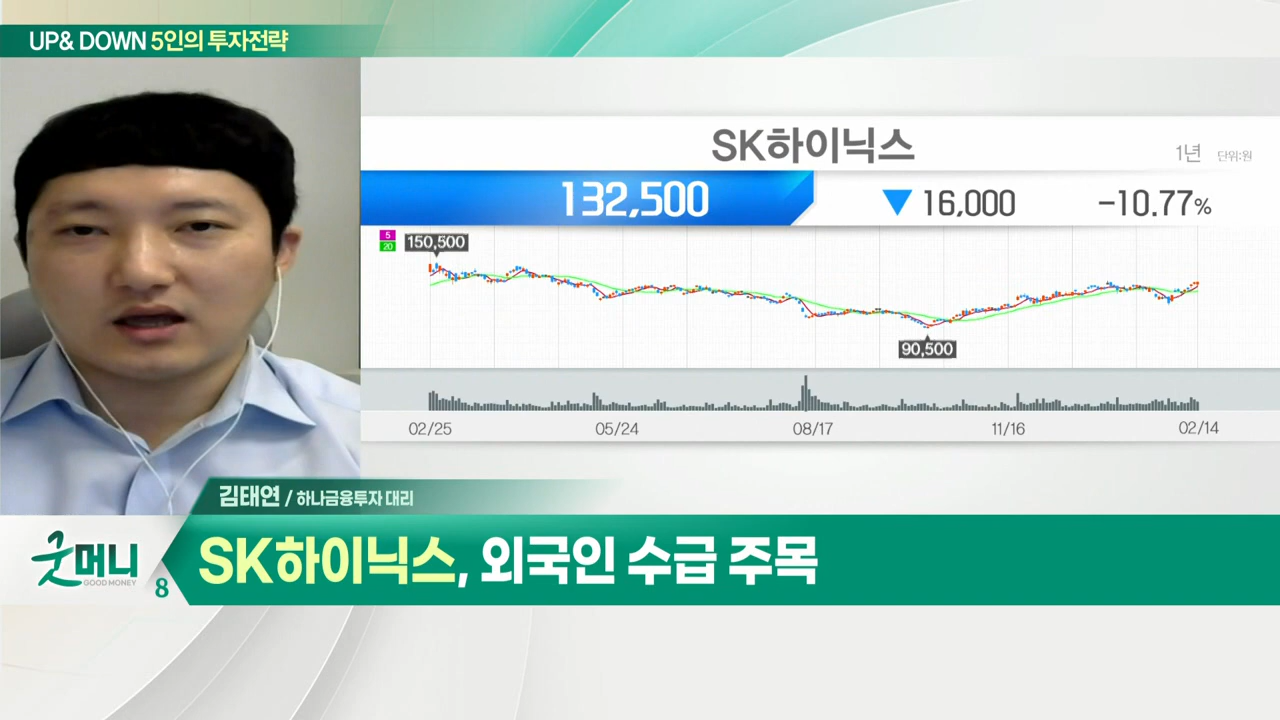 UP& DOWN 5인의 투자전략
SK하이닉스
1년 단위:원
132,500 ▼ 16,000 -10.77%
5
20
150,500
90,500
02/25 05/24 08/17 11/16 02/14
김태연 / 하나금융투자 대리
굿머니
GOOD MONEY
8
SK하이닉스, 외국인 수급 주목